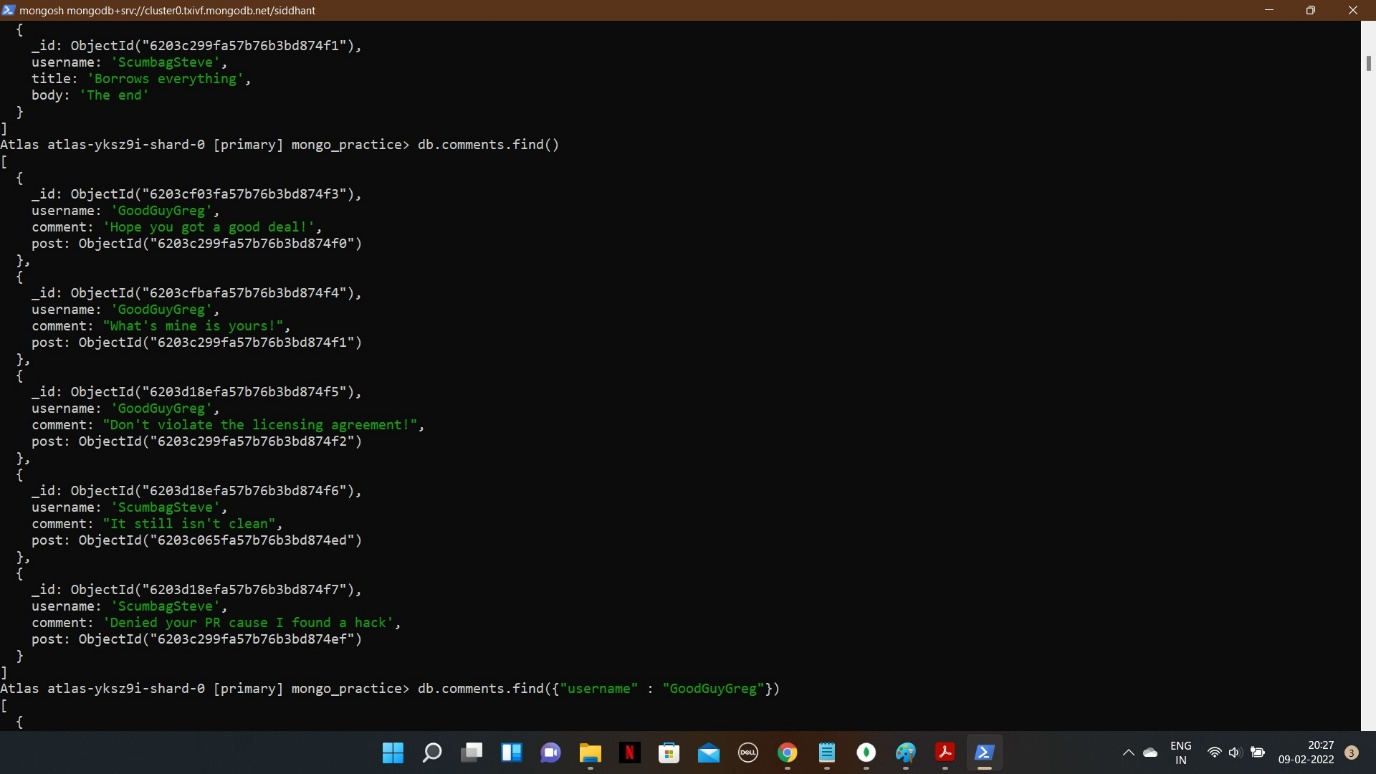 mongosh mongodb+srv://cluster0.txivf.mongodb.net/siddhant
  {
    _id: ObjectId("6203c299fa57b76b3bd874f1"),
    username: 'ScumbagSteve',
    title: 'Borrows everything',
    body: 'The end'
  }
]
Atlas atlas-yksz9i-shard-0 [primary] mongo_practice> db.comments.find()
[
  {
    _id: ObjectId("6203cf03fa57b76b3bd874f3"),
    username: 'GoodGuyGreg',
    comment: 'Hope you got a good deal!',
    post: ObjectId("6203c299fa57b76b3bd874f0")
  },
  {
    _id: ObjectId("6203cfbafa57b76b3bd874f4"),
    username: 'GoodGuyGreg',
    comment: "What's mine is yours!",
    post: ObjectId("6203c299fa57b76b3bd874f1")
  },
  {
    _id: ObjectId("6203d18efa57b76b3bd874f5"),
    username: 'GoodGuyGreg',
    comment: "Don't violate the licensing agreement!",
    post: ObjectId("6203c299fa57b76b3bd874f2")
  },
  {
    _id: ObjectId("6203d18efa57b76b3bd874f6"),
    username: 'ScumbagSteve',
    comment: "It still isn't clean",
    post: ObjectId("6203c065fa57b76b3bd874ed")
  },
  {
    _id: ObjectId("6203d18efa57b76b3bd874f7"),
    username: 'ScumbagSteve',
    comment: 'Denied your PR cause I found a hack',
    post: ObjectId("6203c299fa57b76b3bd874ef")
  }
]
Atlas atlas-yksz9i-shard-0 [primary] mongo_practice> db.comments.find({"username" : "GoodGuyGreg"})
[
  {
N
DELL
ENG
IN
20:27
09-02-2022
3